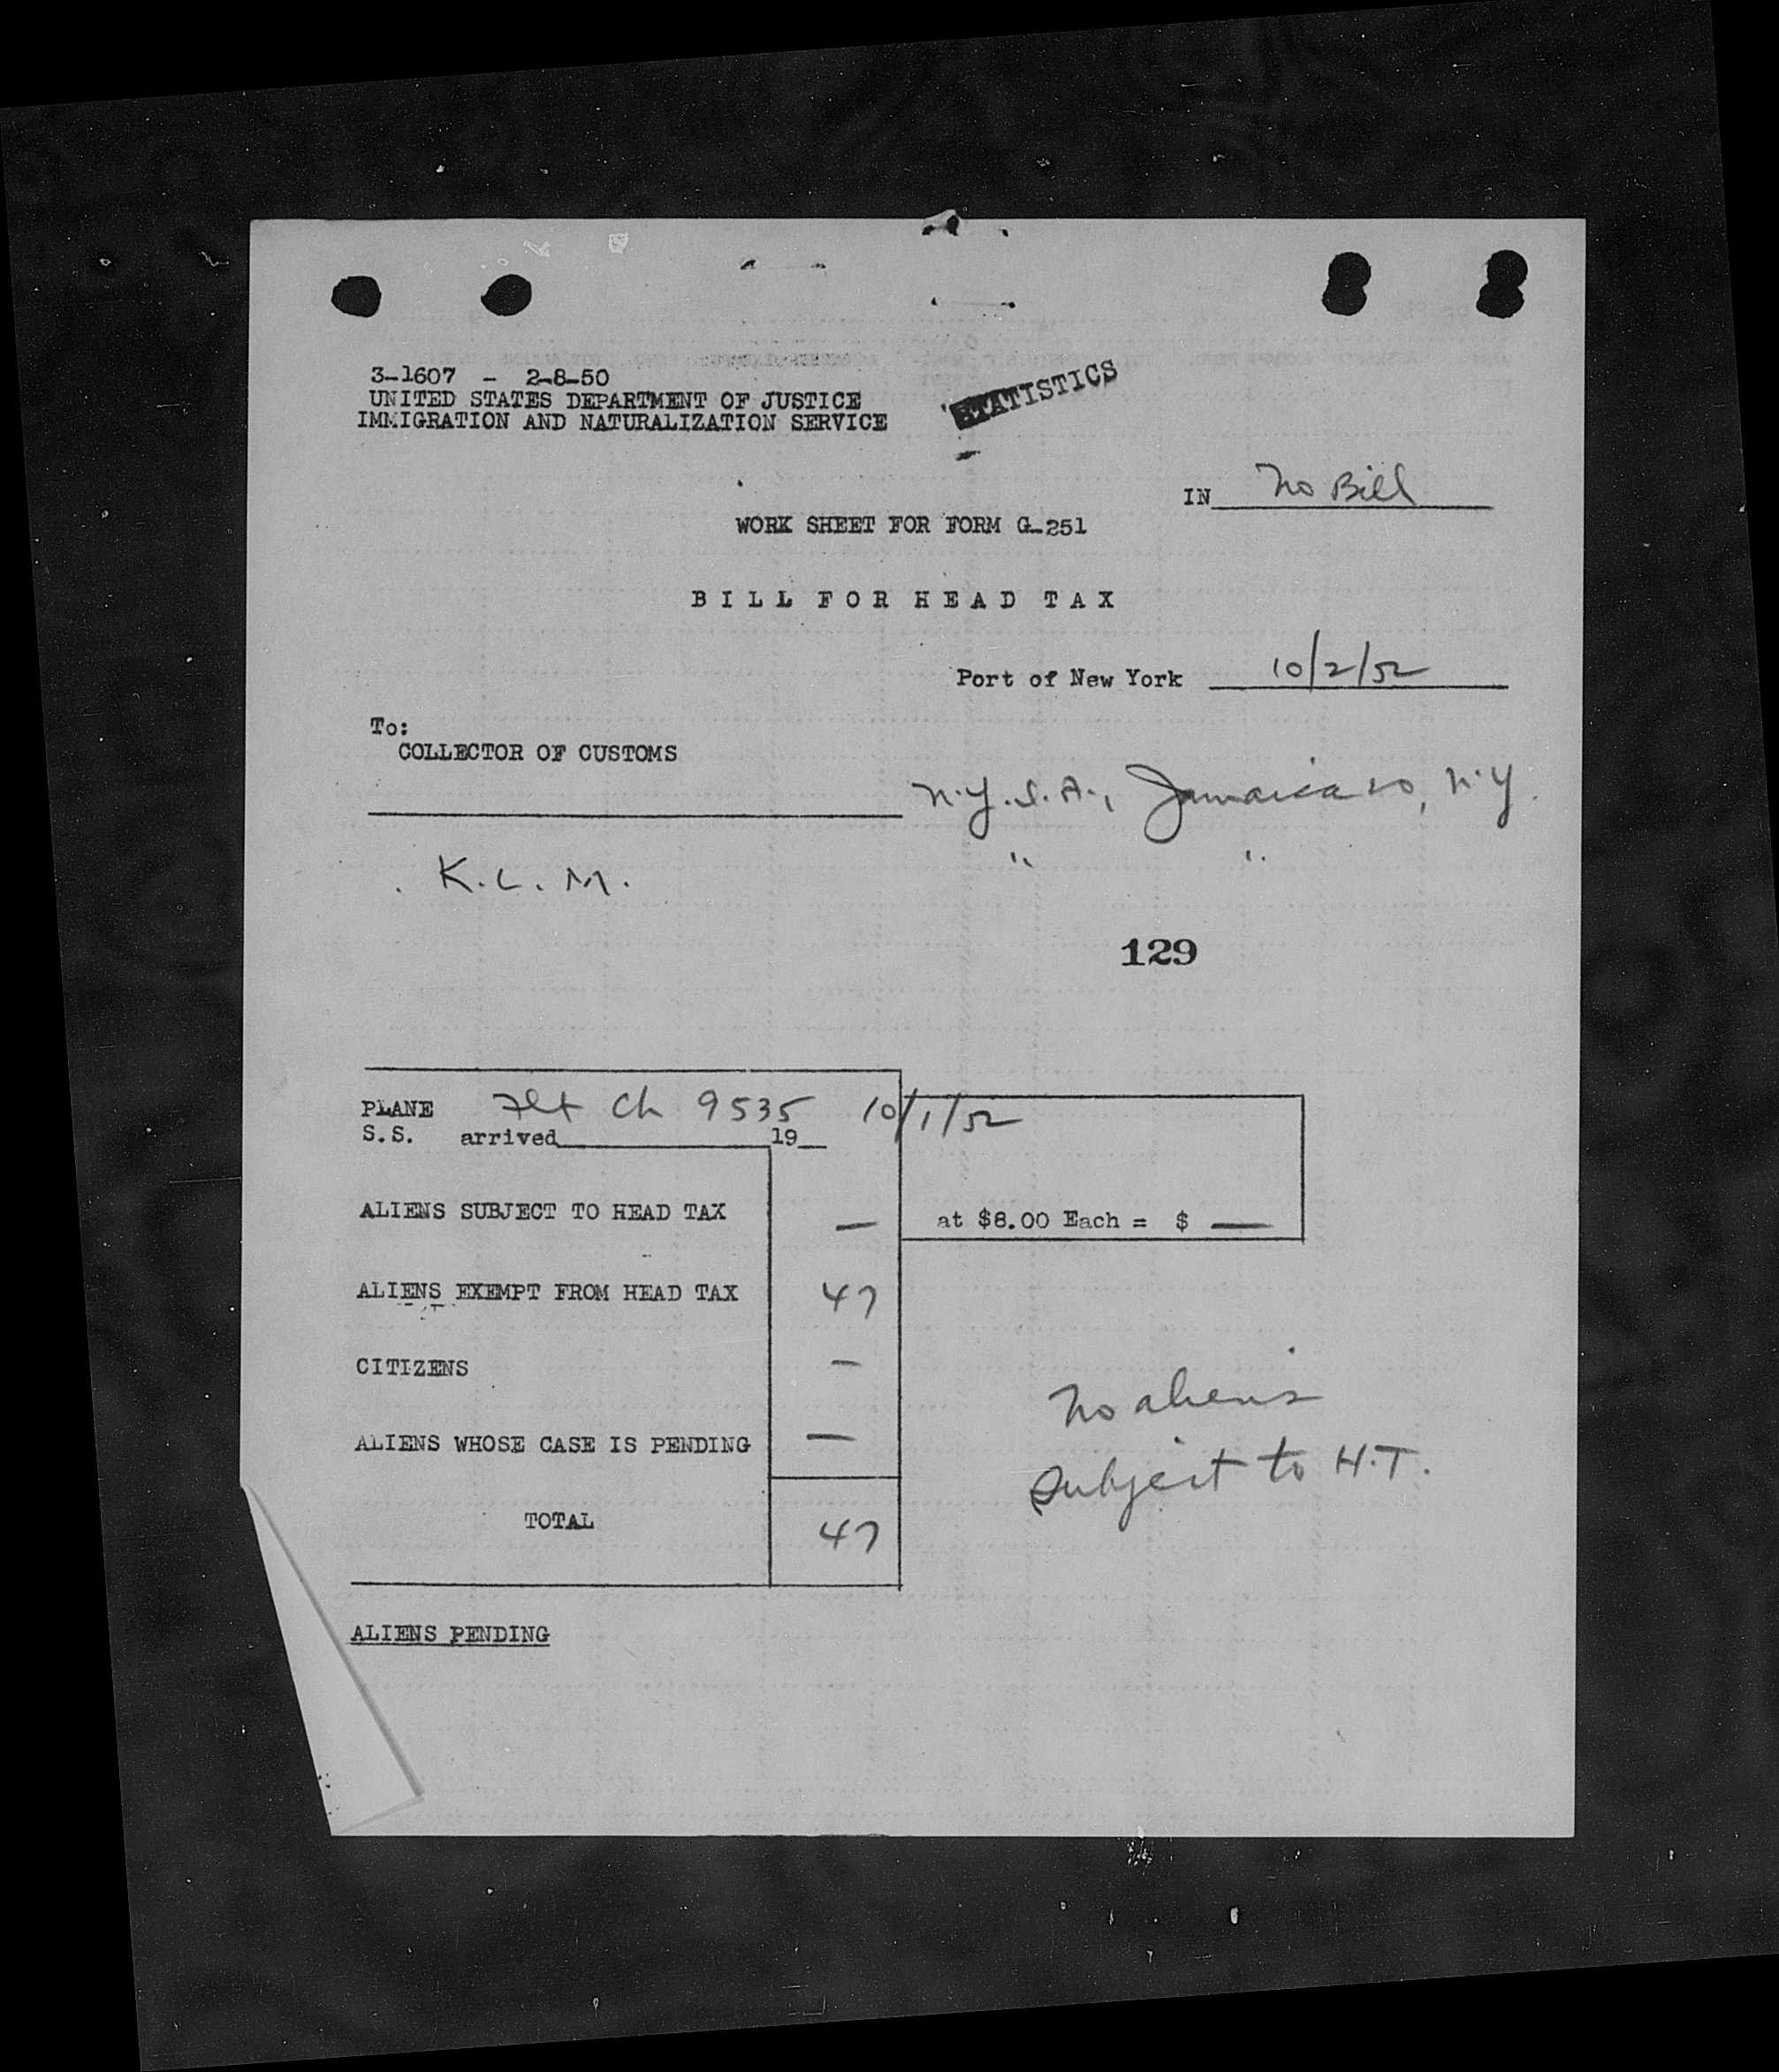 3-1607 - 2-8-50
UNITED STATES DEPARTMENT OF JUSTICE
IMMIGRATION AND NATURALIZATION SERVICE
STATISTICS
IN No Bill
WORK SHEET FOR FORM G-251
BILL FOR HEAD TAX
Port of New York 10/2/52
To:
COLLECTOR OF CUSTOMS
N.Y.I.A., Jamaica 20, N.Y.
K.L.M. " "
129
PLANE Flt Ch 9535 10/1/52
S.S. arrived 19
ALIENS SUBJECT TO HEAD TAX — at $8.00 Each = $ —
ALIENS EXEMPT FROM HEAD TAX 47
CITIZENS —
ALIENS WHOSE CASE IS PENDING —
No aliens
subject to H.T.
TOTAL 47
ALIENS PENDING